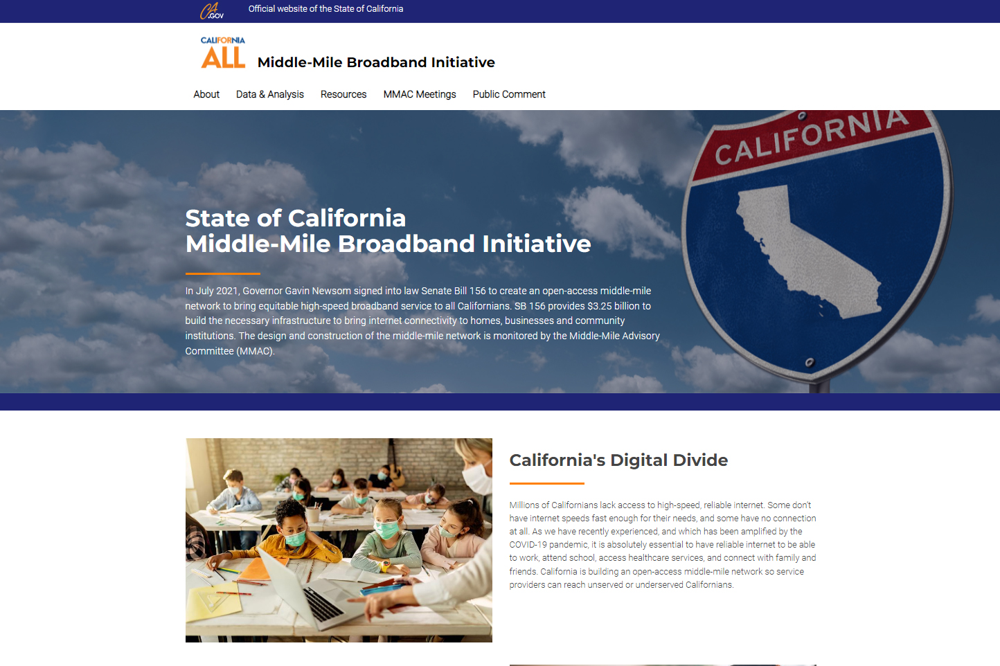 CA.GOV
Official website of the State of California
CALIFORNIA
ALL
Middle-Mile Broadband Initiative
About
Data & Analysis
Resources
MMAC Meetings
Public Comment
CALIFORNIA
State of California
Middle-Mile Broadband Initiative
In July 2021, Governor Gavin Newsom signed into law Senate Bill 156 to create an open-access middle-mile
network to bring equitable high-speed broadband service to all Californians. SB 156 provides $3.25 billion to
build the necessary infrastructure to bring internet connectivity to homes, businesses and community
institutions. The design and construction of the middle-mile network is monitored by the Middle-Mile Advisory
Committee (MMAC).
California's Digital Divide
Millions of Californians lack access to high-speed, reliable internet. Some don’t
have internet speeds fast enough for their needs, and some have no connection
at all. As we have recently experienced, and which has been amplified by the
COVID-19 pandemic, it is absolutely essential to have reliable internet to be able
to work, attend school, access healthcare services, and connect with family and
friends. California is building an open-access middle-mile network so service
providers can reach unserved or underserved Californians.